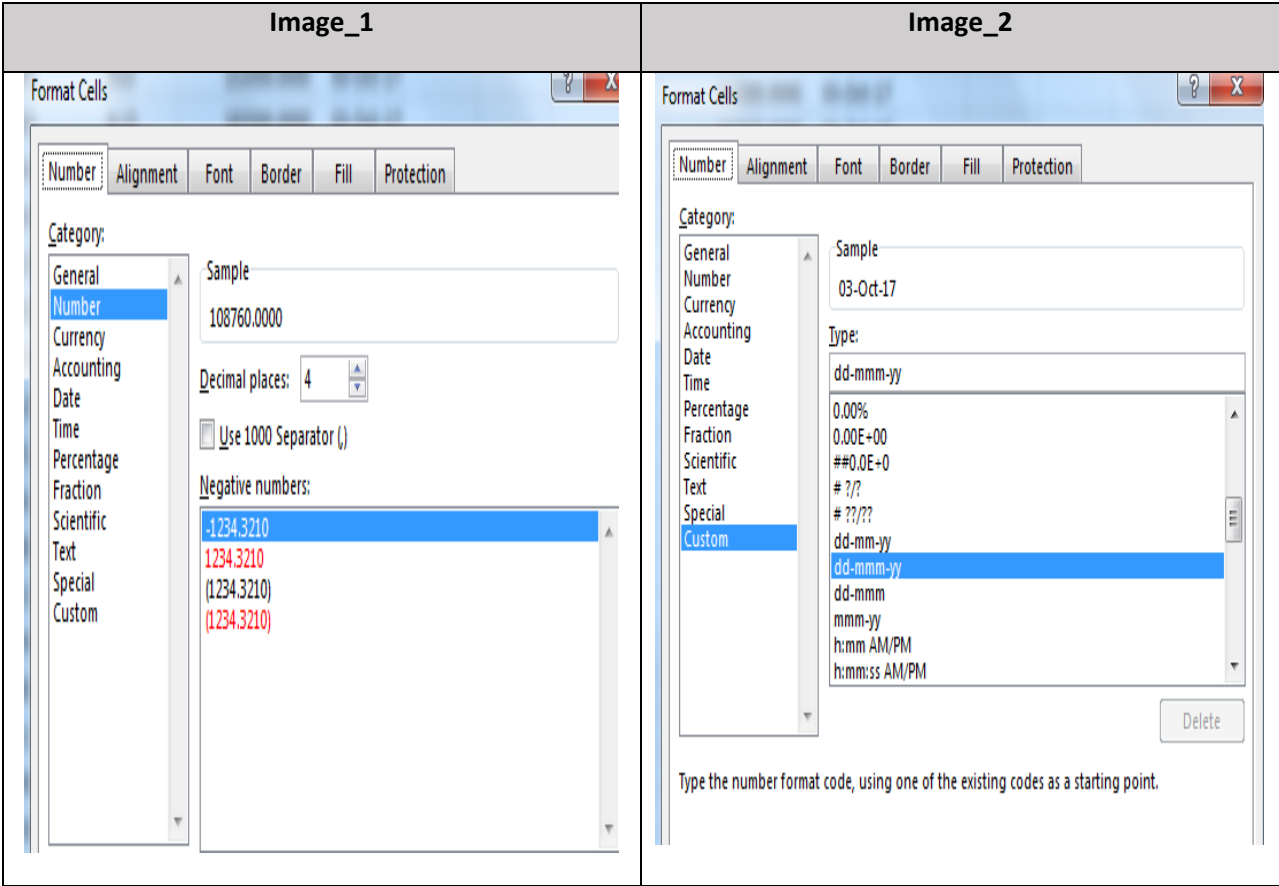 Image_1
Image_2
Format Cells
Number Alignment Font Border Fill Protection
Category:
General
Number
Currency
Accounting
Date
Time
Percentage
Fraction
Scientific
Text
Special
Custom
Sample
108760.0000
Decimal places: 4
Use 1000 Separator (,)
Negative numbers:
-1234.3210
1234.3210
(1234.3210)
(1234.3210)
Format Cells
? X
Number Alignment Font Border Fill Protection
Category:
General
Number
Currency
Accounting
Date
Time
Percentage
Fraction
Scientific
Text
Special
Custom
Sample
03-Oct-17
Type:
dd-mmm-yy
0.00%
0.00E+00
##0.0E+0
# ?/?
# ??/??
dd-mm-yy
dd-mmm-yy
dd-mmm
mmm-yy
h:mm AM/PM
h:mm:ss AM/PM
Delete
Type the number format code, using one of the existing codes as a starting point.